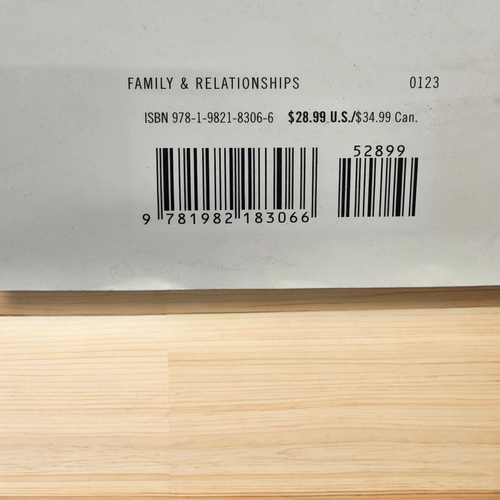 FAMILY & RELATIONSHIPS 0123
ISBN 978-1-9821-8306-6 $28.99 U.S./$34.99 Can.
52899
9 781982 183066